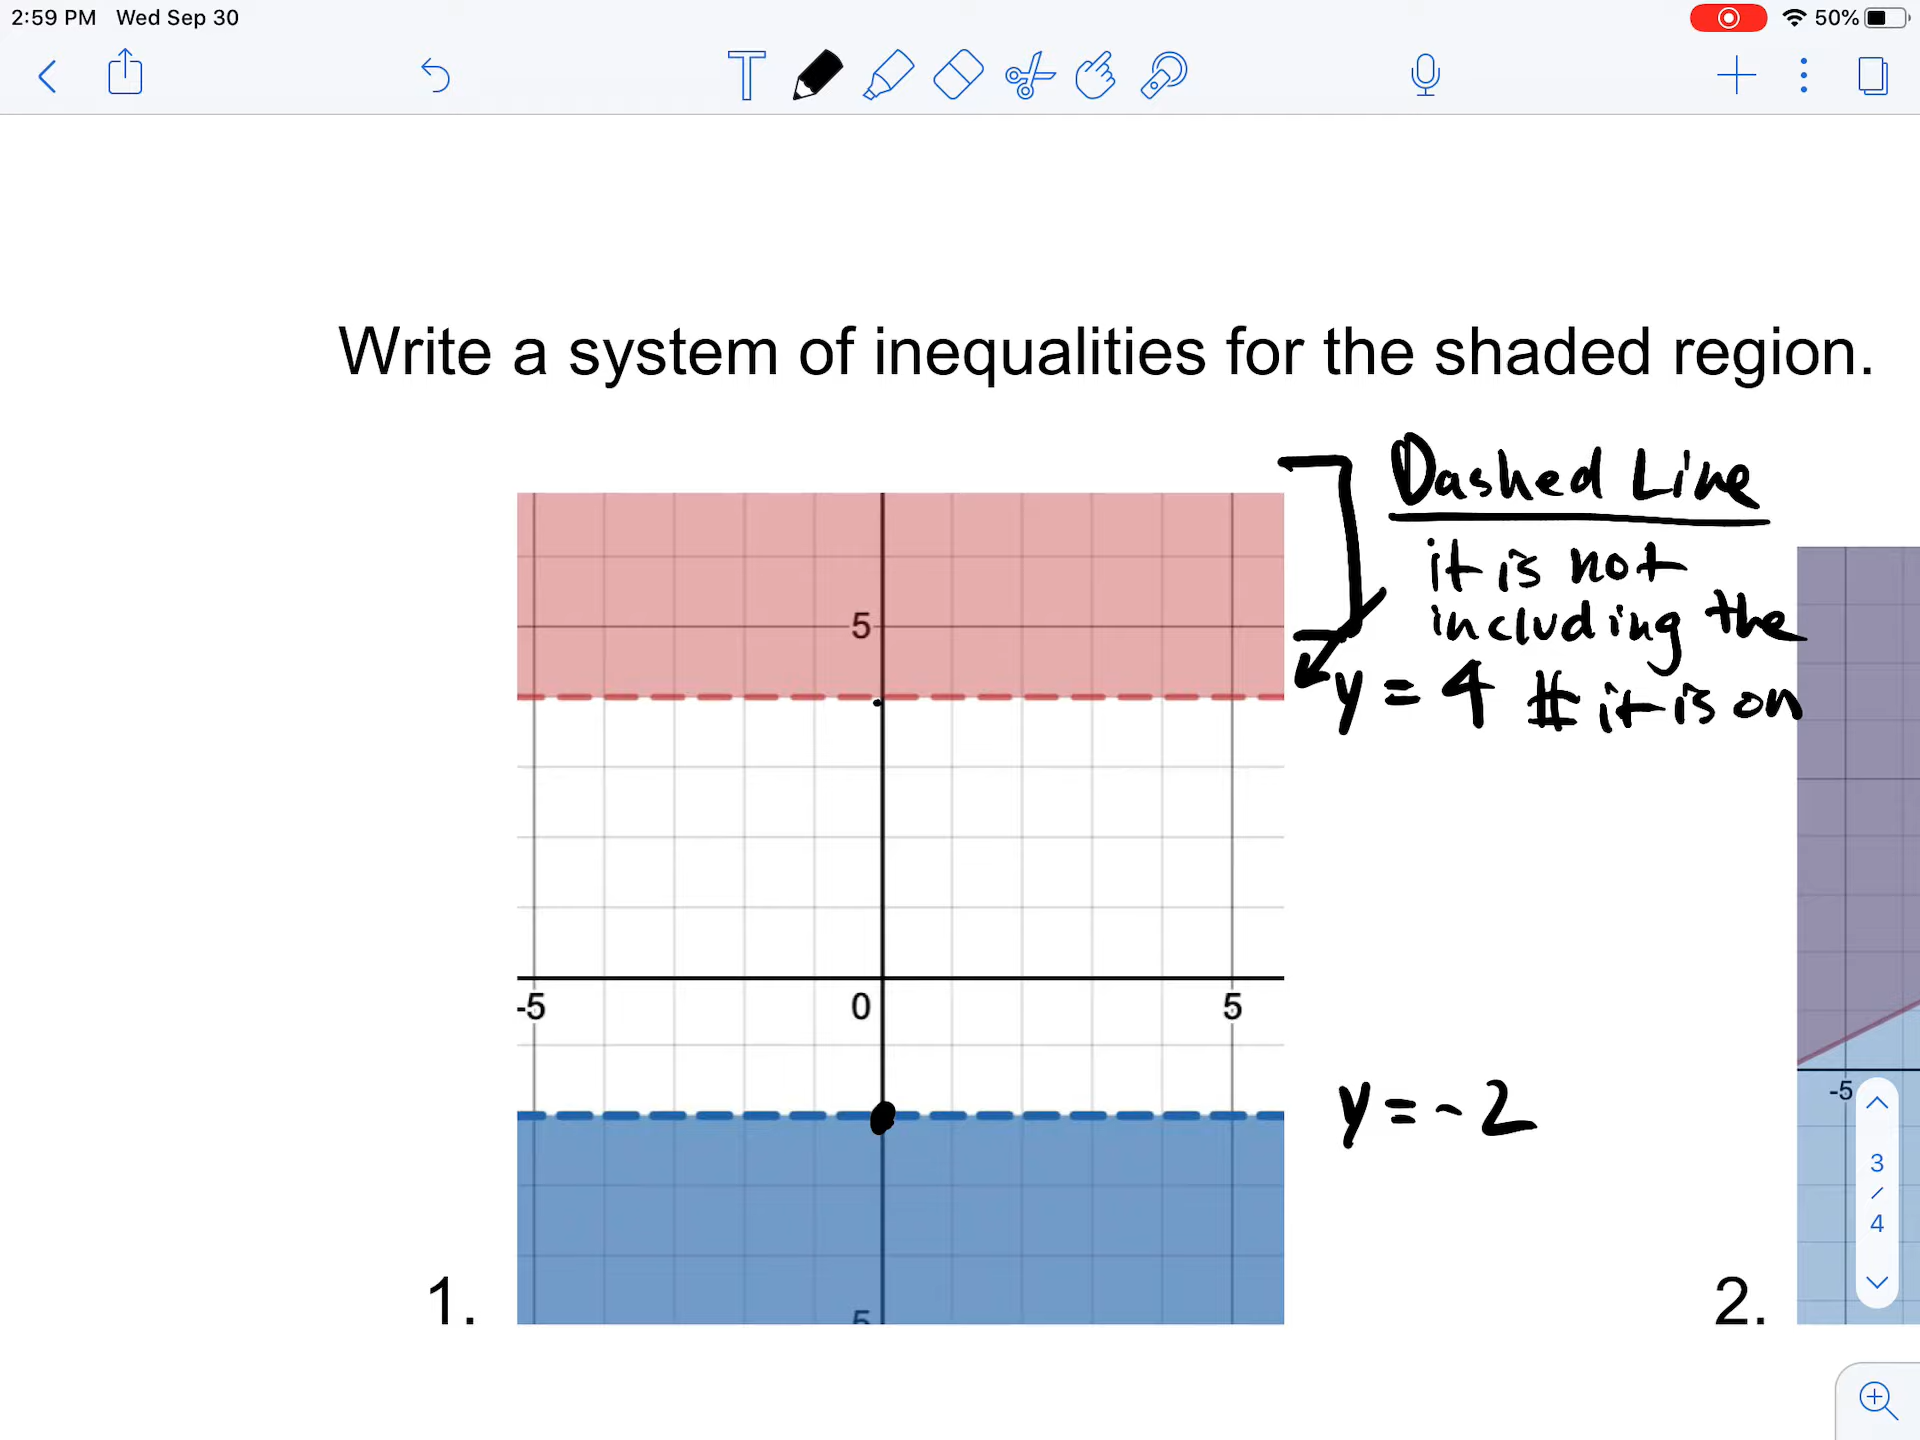 2:59 PM Wed Sep 30
50%
T
Write a system of inequalities for the shaded region.
Dashed Line
it is not
including the
y = 4 # it is on
5
-5 0 5
y = -2
-5
3
/
4
5
1.
2.